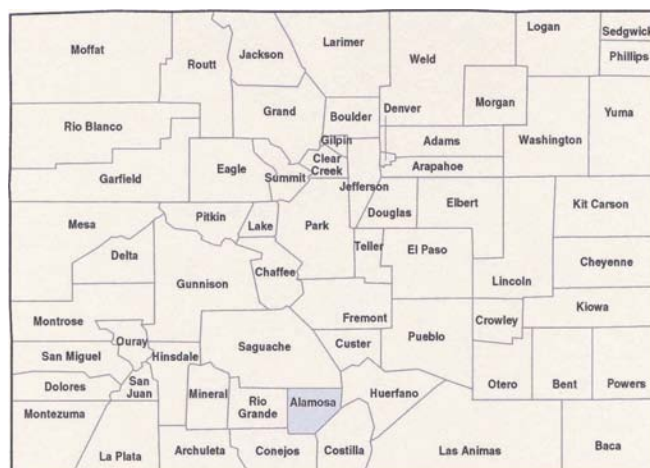 Moffat
Routt
Jackson
Larimer
Weld
Logan
Sedgwick
Phillips
Grand
Boulder
Denver
Morgan
Yuma
Rio Blanco
Gilpin
Adams
Washington
Garfield
Eagle
Summit
Clear
Creek
Arapahoe
Jefferson
Mesa
Pitkin
Lake
Park
Douglas
Elbert
Kit Carson
Delta
Teller
El Paso
Cheyenne
Gunnison
Chaffee
Lincoln
Montrose
Fremont
Crowley
Kiowa
Ouray
Saguache
Custer
Pueblo
San Miguel
Hinsdale
Dolores
San
Juan
Mineral
Rio
Grande
Alamosa
Huerfano
Otero
Bent
Powers
Montezuma
La Plata
Archuleta
Conejos
Costilla
Las Animas
Baca